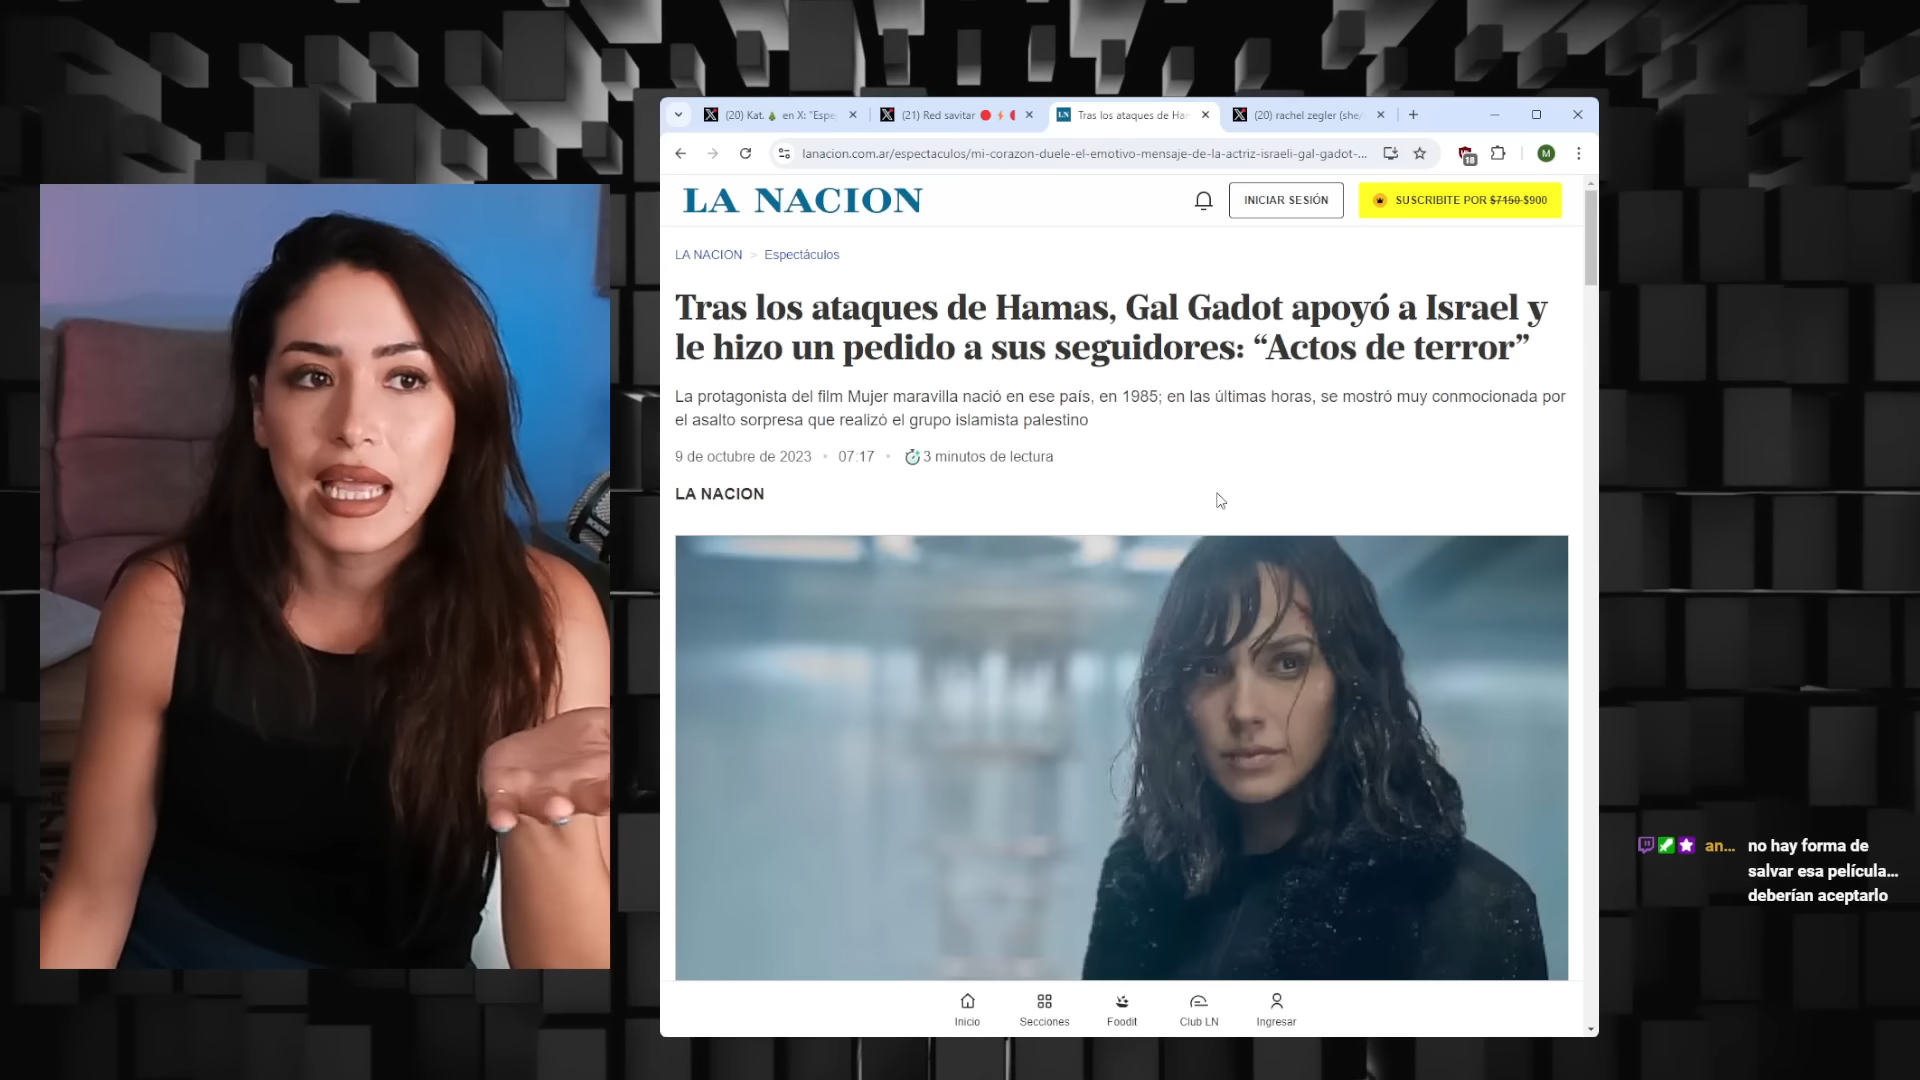 (20) Kat. en X: "Espe
(21) Red savitar
Tras los ataques de Ha
(20) rachel zegler (she/
lanacion.com.ar/espectaculos/mi-corazon-duele-el-emotivo-mensaje-de-la-actriz-israeli-gal-gadot-...
18
M
LA NACION
INICIAR SESIÓN
SUSCRIBITE POR $7150 $900
LA NACION > Espectáculos
Tras los ataques de Hamas, Gal Gadot apoyó a Israel y
le hizo un pedido a sus seguidores: “Actos de terror”
La protagonista del film Mujer maravilla nació en ese país, en 1985; en las últimas horas, se mostró muy conmocionada por
el asalto sorpresa que realizó el grupo islamista palestino
9 de octubre de 2023 • 07:17 • 3 minutos de lectura
LA NACION
an... no hay forma de
salvar esa película...
deberían aceptarlo
Inicio
Secciones
Foodit
Club LN
Ingresar